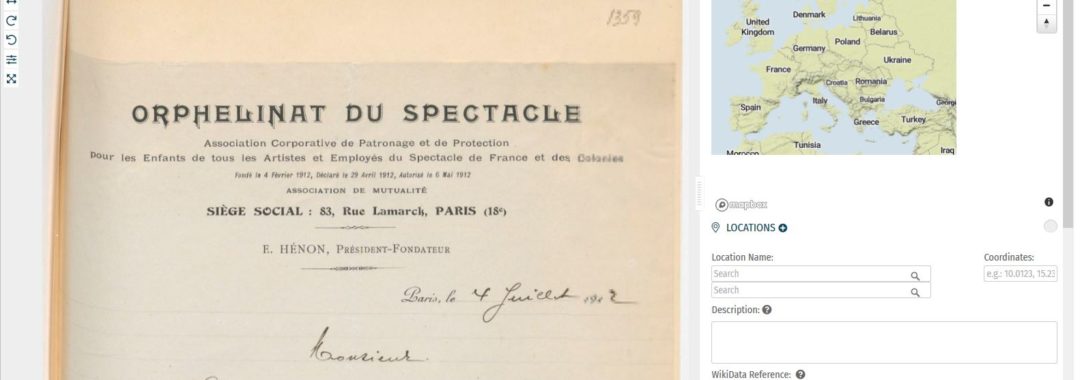 1359
ORPHELINAT DU SPECTACLE
Association Corporative de Patronage et de Protection
Pour les Enfants de tous les Artistes et Employés du Spectacle de France et des Colonies
Fondé le 4 Février 1912, Déclaré le 29 Avril 1912, Autorisé le 6 Mai 1912
ASSOCIATION DE MUTUALITÉ
SIÈGE SOCIAL : 83, Rue Lamarck, PARIS (18e)
E. HÉNON, PRÉSIDENT-FONDATEUR
Paris, le 4 Juillet 1912
Monsieur
Denmark
Lithuania
United
Kingdom
Belarus
Poland
Germany
Ukraine
France
Croatia
Romania
Spain
Italy
Bulgaria
Georgi
Greece
Turkey
Tunisia
Morocco
Iraq
mapbox
LOCATIONS
Location Name:
Coordinates:
Search
e.g.: 10.0123, 15.23
Search
Description:
WikiData Reference: